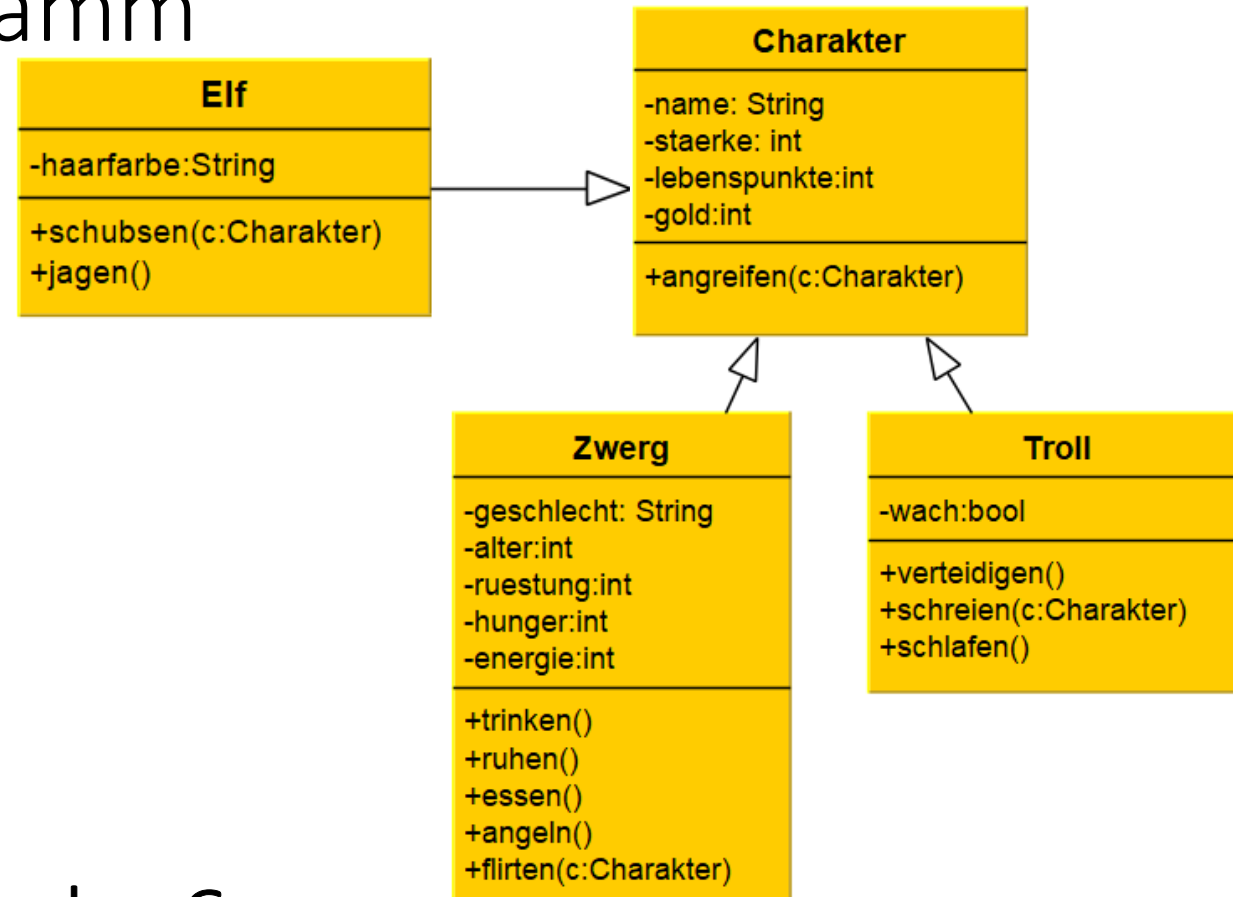 Elf
-haarfarbe:String
+schubsen(c:Charakter)
+jagen()
Charakter
-name: String
-staerke: int
-lebenspunkte:int
-gold:int
+angreifen(c:Charakter)
Zwerg
-geschlecht: String
-alter:int
-ruestung:int
-hunger:int
-energie:int
+trinken()
+ruhen()
+essen()
+angeln()
+flirten(c:Charakter)
Troll
-wach:bool
+verteidigen()
+schreien(c:Charakter)
+schlafen()